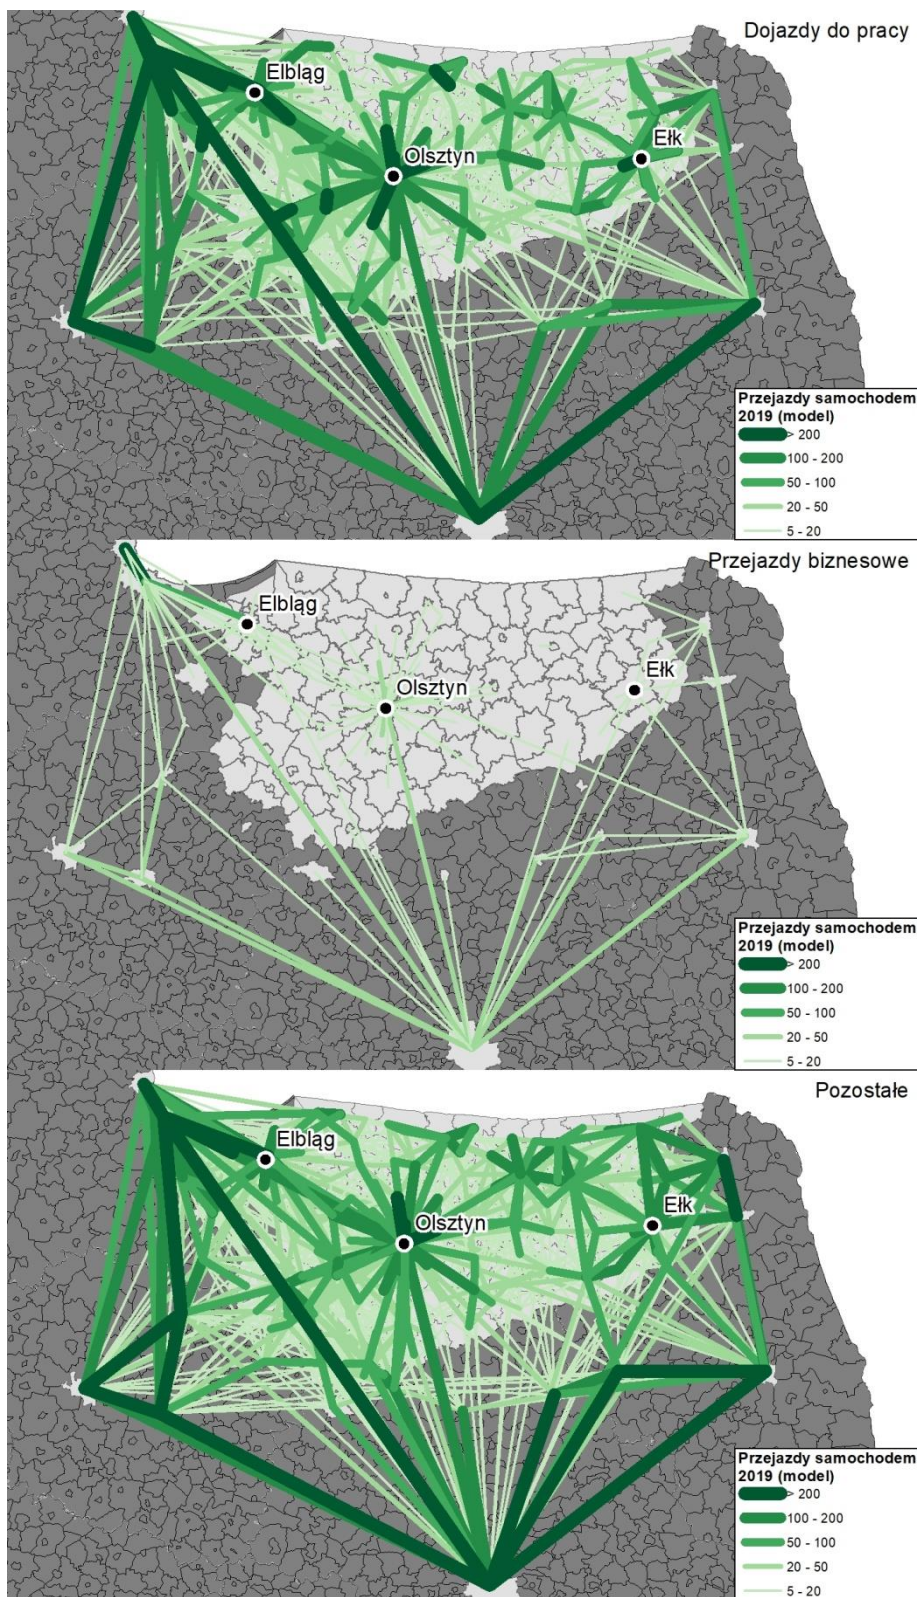 Dojazdy do pracy
Elbląg
Olsztyn
Ełk
Przejazdy samochodem
2019 (model)
> 200
100 - 200
50 - 100
20 - 50
5 - 20
Przejazdy biznesowe
Elbląg
Olsztyn
Ełk
Przejazdy samochodem
2019 (model)
> 200
100 - 200
50 - 100
20 - 50
5 - 20
Pozostałe
Elbląg
Olsztyn
Ełk
Przejazdy samochodem
2019 (model)
> 200
100 - 200
50 - 100
20 - 50
5 - 20